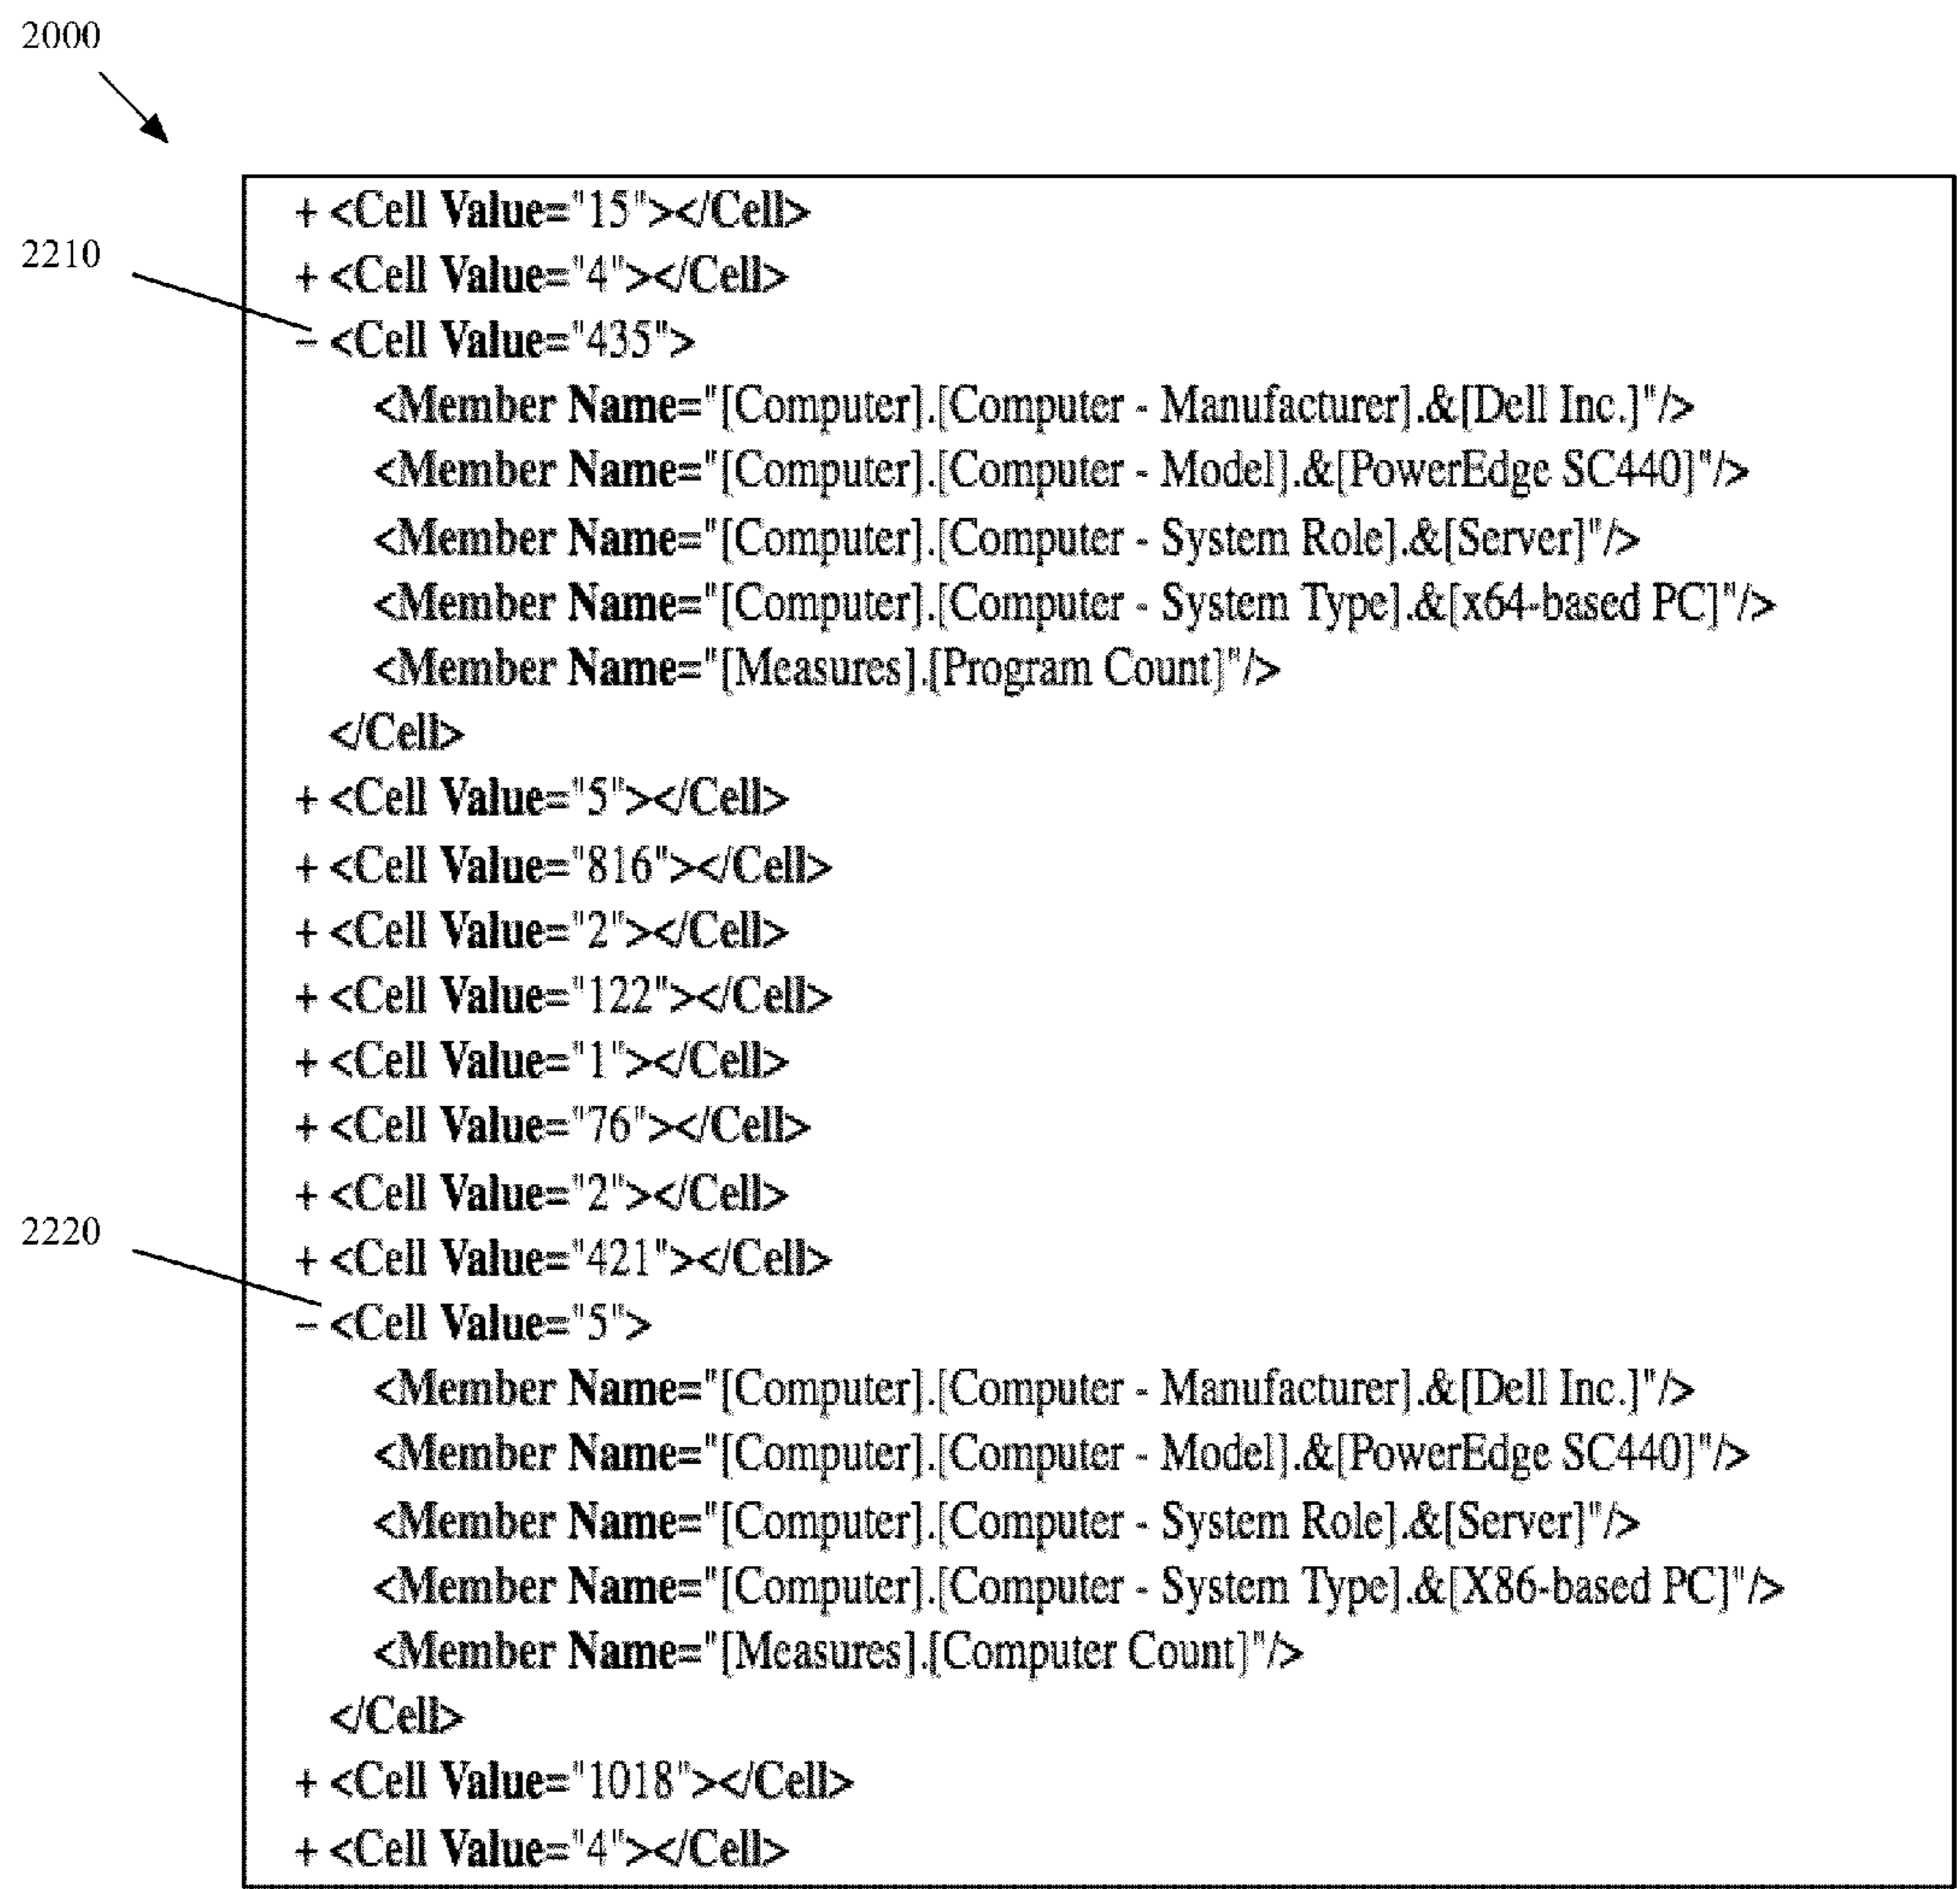 2000
+ <Cell Value="15"></Cell>
2210
+ <Cell Value="4"></Cell>
- <Cell Value="435">
<Member Name="[Computer].[Computer - Manufacturer].&[Dell Inc.]"/>
<Member Name="[Computer].[Computer - Model].&[PowerEdge SC440]"/>
<Member Name="[Computer].[Computer - System Role].&[Server]"/>
<Member Name="[Computer].[Computer - System Type].&[x64-based PC]"/>
<Member Name="[Measures].[Program Count]"/>
</Cell>
+ <Cell Value="5"></Cell>
+ <Cell Value="816"></Cell>
+ <Cell Value="2"></Cell>
+ <Cell Value="122"></Cell>
+ <Cell Value="1"></Cell>
+ <Cell Value="76"></Cell>
+ <Cell Value="2"></Cell>
2220
+ <Cell Value="421"></Cell>
- <Cell Value="5">
<Member Name="[Computer].[Computer - Manufacturer].&[Dell Inc.]"/>
<Member Name="[Computer].[Computer - Model].&[PowerEdge SC440]"/>
<Member Name="[Computer].[Computer - System Role].&[Server]"/>
<Member Name="[Computer].[Computer - System Type].&[X86-based PC]"/>
<Member Name="[Measures].[Computer Count]"/>
</Cell>
+ <Cell Value="1018"></Cell>
+ <Cell Value="4"></Cell>